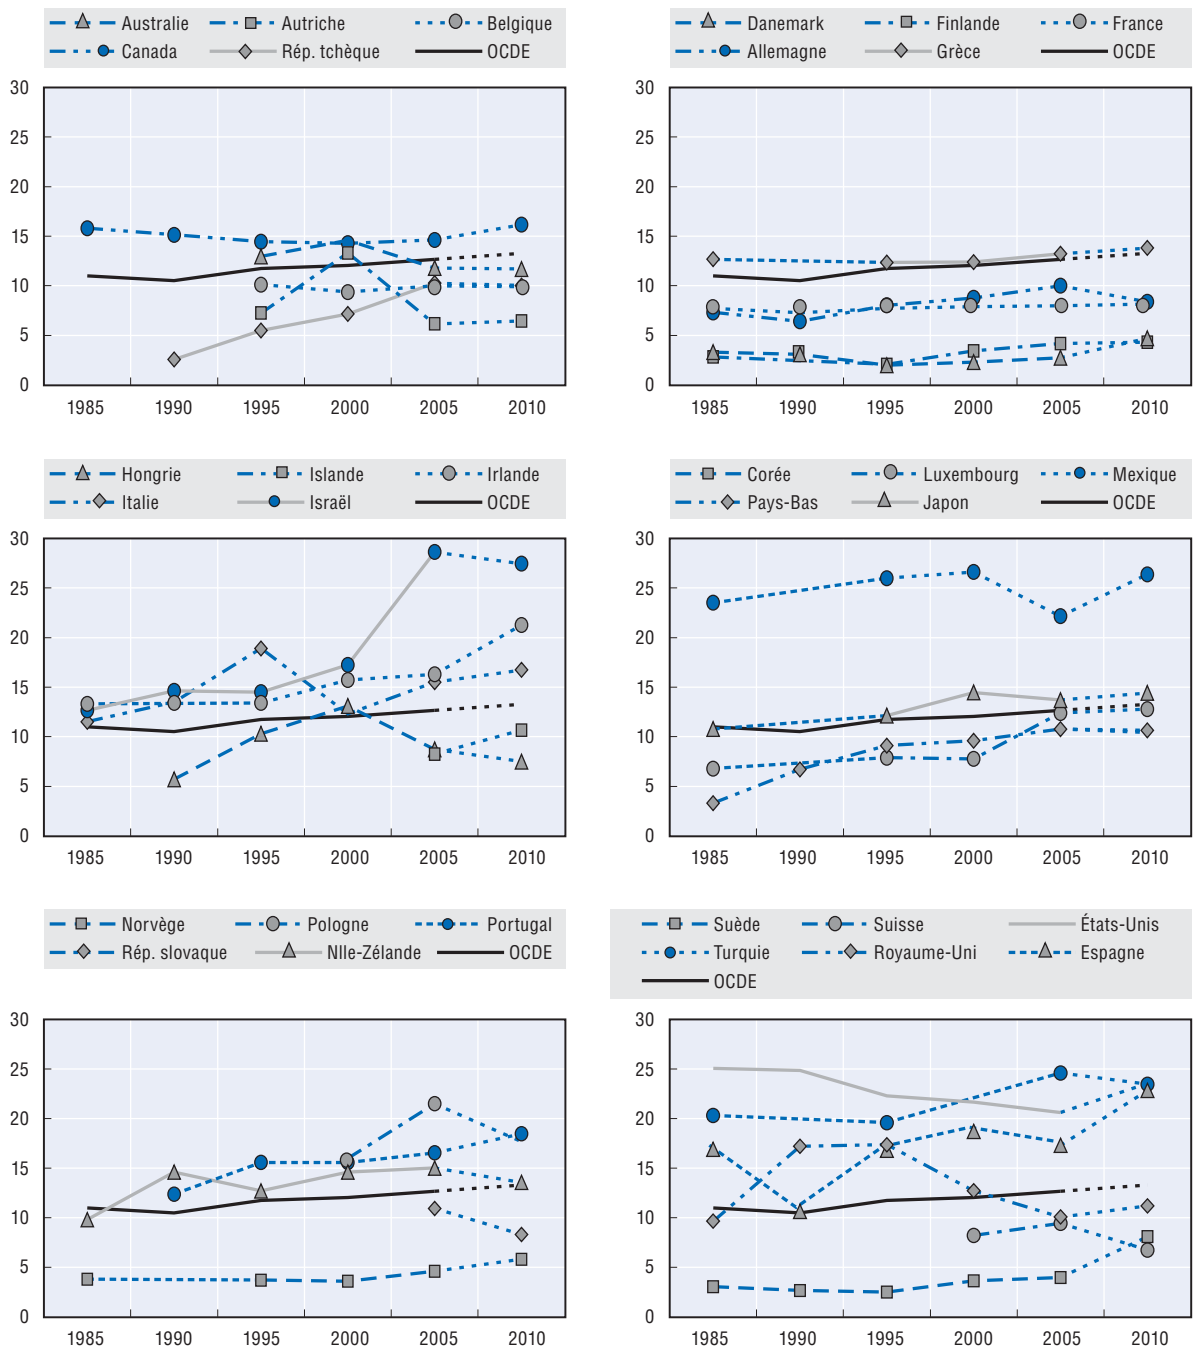 Australie Autriche Belgique
Canada Rép. tchèque OCDE
30
25
20
15
10
5
0
1985 1990 1995 2000 2005 2010
Danemark Finlande France
Allemagne Grèce OCDE
30
25
20
15
10
5
0
1985 1990 1995 2000 2005 2010
Hongrie Islande Irlande
Italie Israël OCDE
30
25
20
15
10
5
0
1985 1990 1995 2000 2005 2010
Corée Luxembourg Mexique
Pays-Bas Japon OCDE
30
25
20
15
10
5
0
1985 1990 1995 2000 2005 2010
Norvège Pologne Portugal
Rép. slovaque Nlle-Zélande OCDE
30
25
20
15
10
5
0
1985 1990 1995 2000 2005 2010
Suède Suisse États-Unis
Turquie Royaume-Uni Espagne
OCDE
30
25
20
15
10
5
0
1985 1990 1995 2000 2005 2010